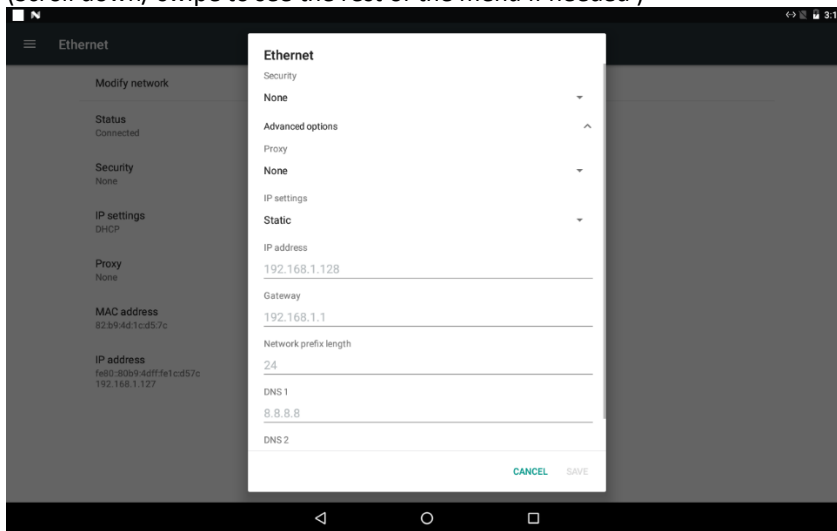 (scroll down/ swipe to see the rest of the menu if needed )
N
3:1
Ethernet
Modify network
Status
Connected
Security
None
IP settings
DHCP
Proxy
None
MAC address
82:b9:4d:1c:d5:7c
IP address
fe80::80b9:4dff:fe1c:d57c
192.168.1.127
Ethernet
Security
None
Advanced options
Proxy
None
IP settings
Static
IP address
192.168.1.128
Gateway
192.168.1.1
Network prefix length
24
DNS 1
8.8.8.8
DNS 2
CANCEL SAVE